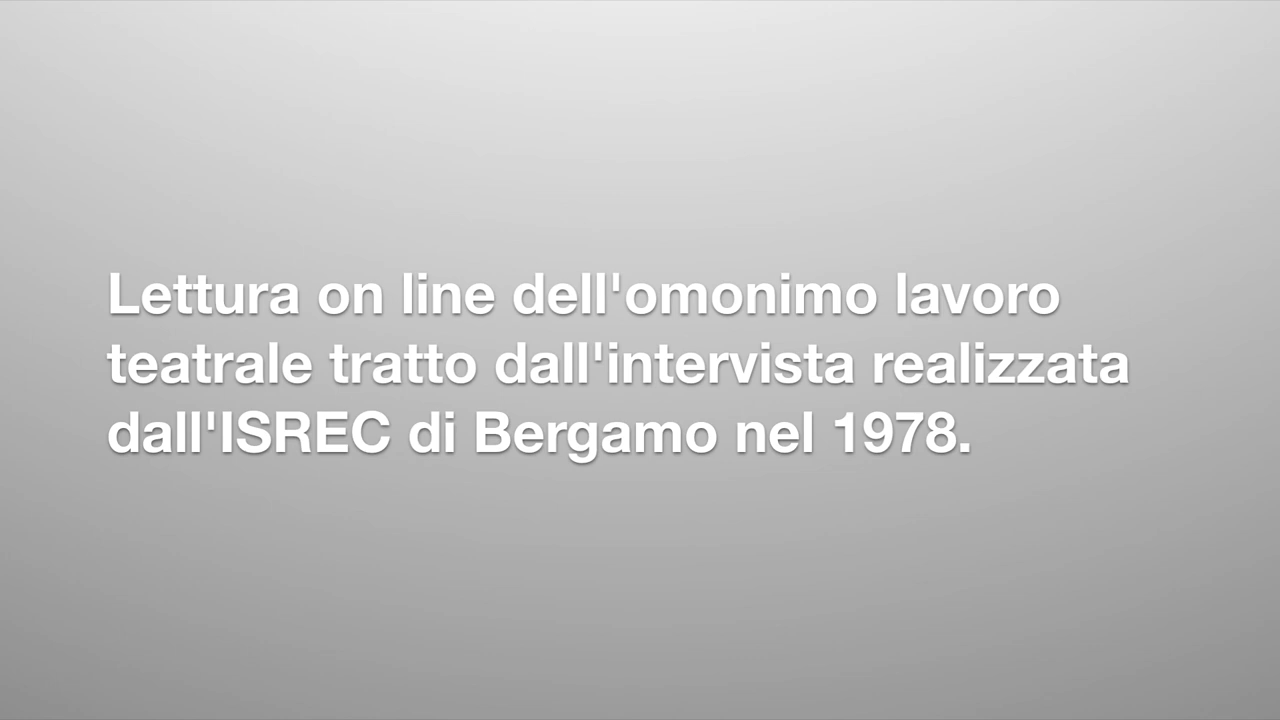 Lettura on line dell'omonimo lavoro
teatrale tratto dall'intervista realizzata
dall'ISREC di Bergamo nel 1978.